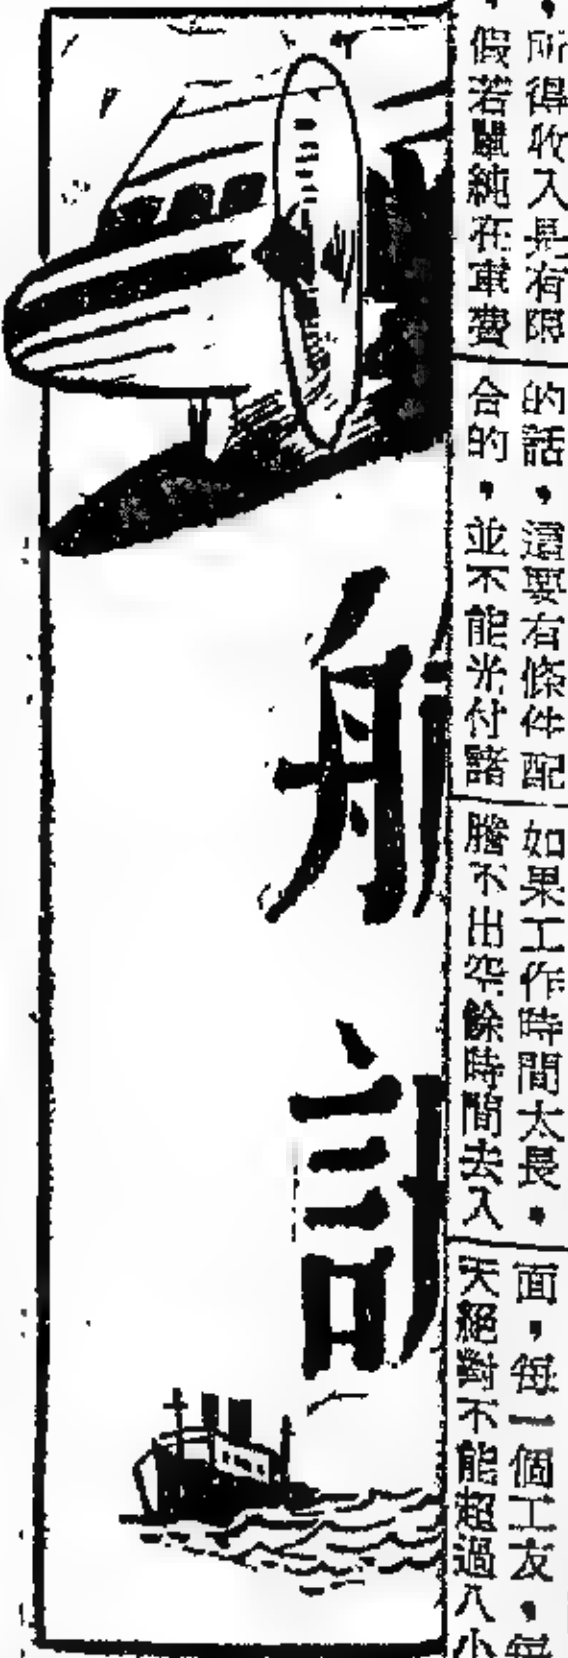 所得收入是有限
假若單純在軍費
的話，還要有條件配
合的，並不能光付諸
如果工作時間太長，
騰不出空餘時間去入
面，每一個工友，每
天絕對不能超過八小